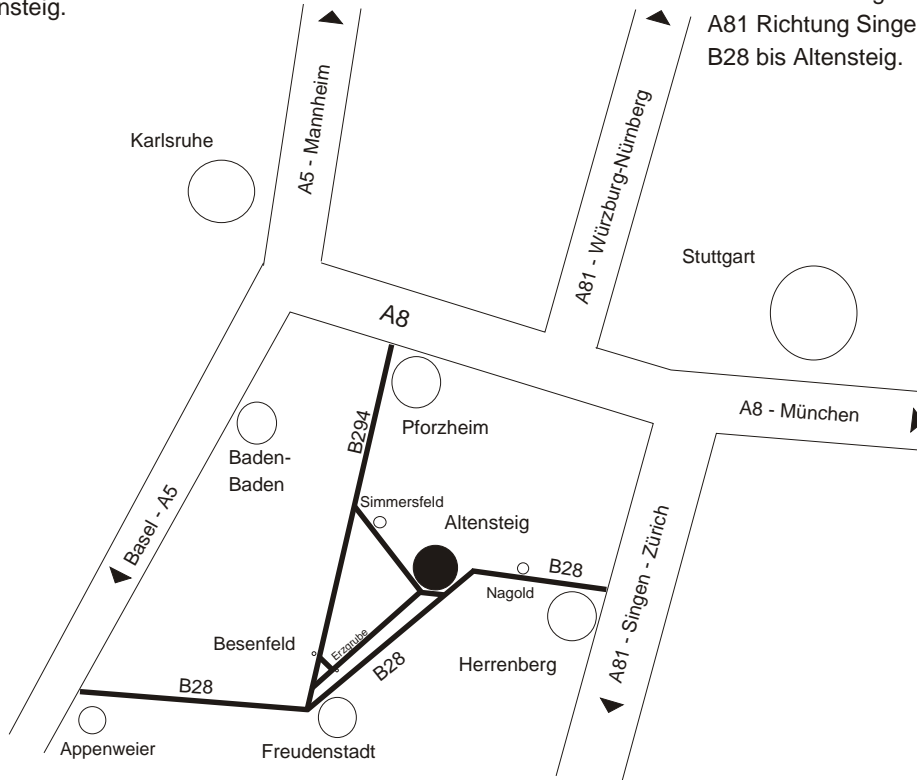 nsteig.
A81 Richtung Singe
B28 bis Altensteig.
Karlsruhe
A5 - Mannheim
A81 - Würzburg-Nürnberg
Stuttgart
A8
A8 - München
Pforzheim
B294
Baden-
Baden
Simmersfeld
Altensteig
Basel - A5
B28
Nagold
A81 - Singen - Zürich
Besenfeld
Erzgrube
Herrenberg
B28
B28
Appenweier
Freudenstadt